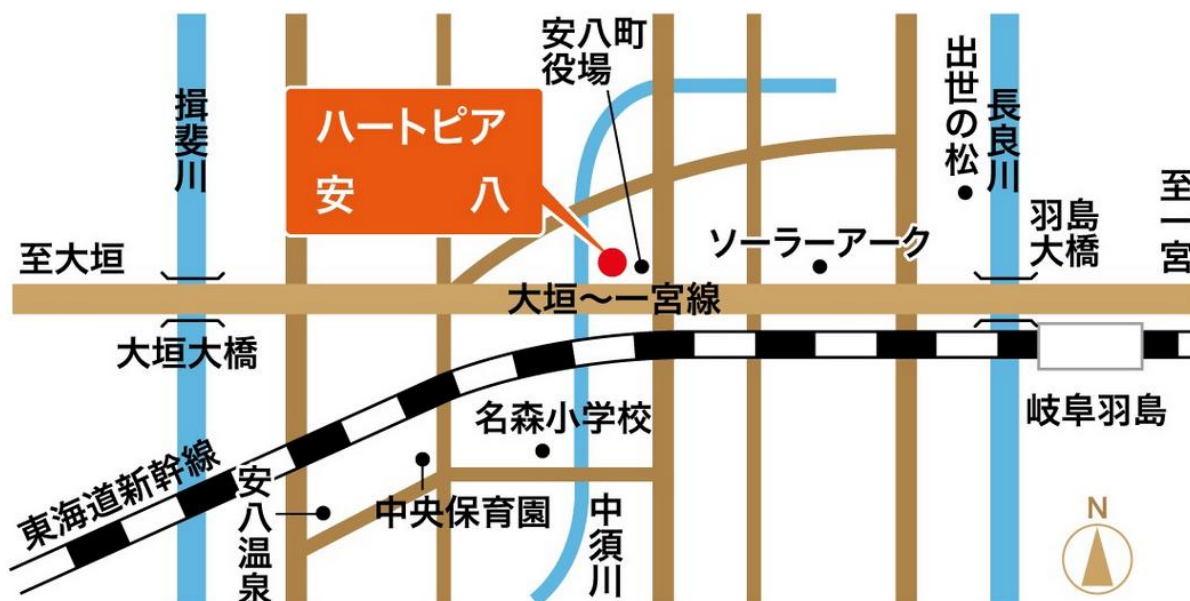 安八町
役場
出世の松
長良川
揖斐川
ハートピア
安八
至一宮
羽島
大橋
ソーラーアーク
至大垣
大垣～一宮線
大垣大橋
岐阜羽島
名森小学校
東海道新幹線
安八温泉
中央保育園
中須川
N